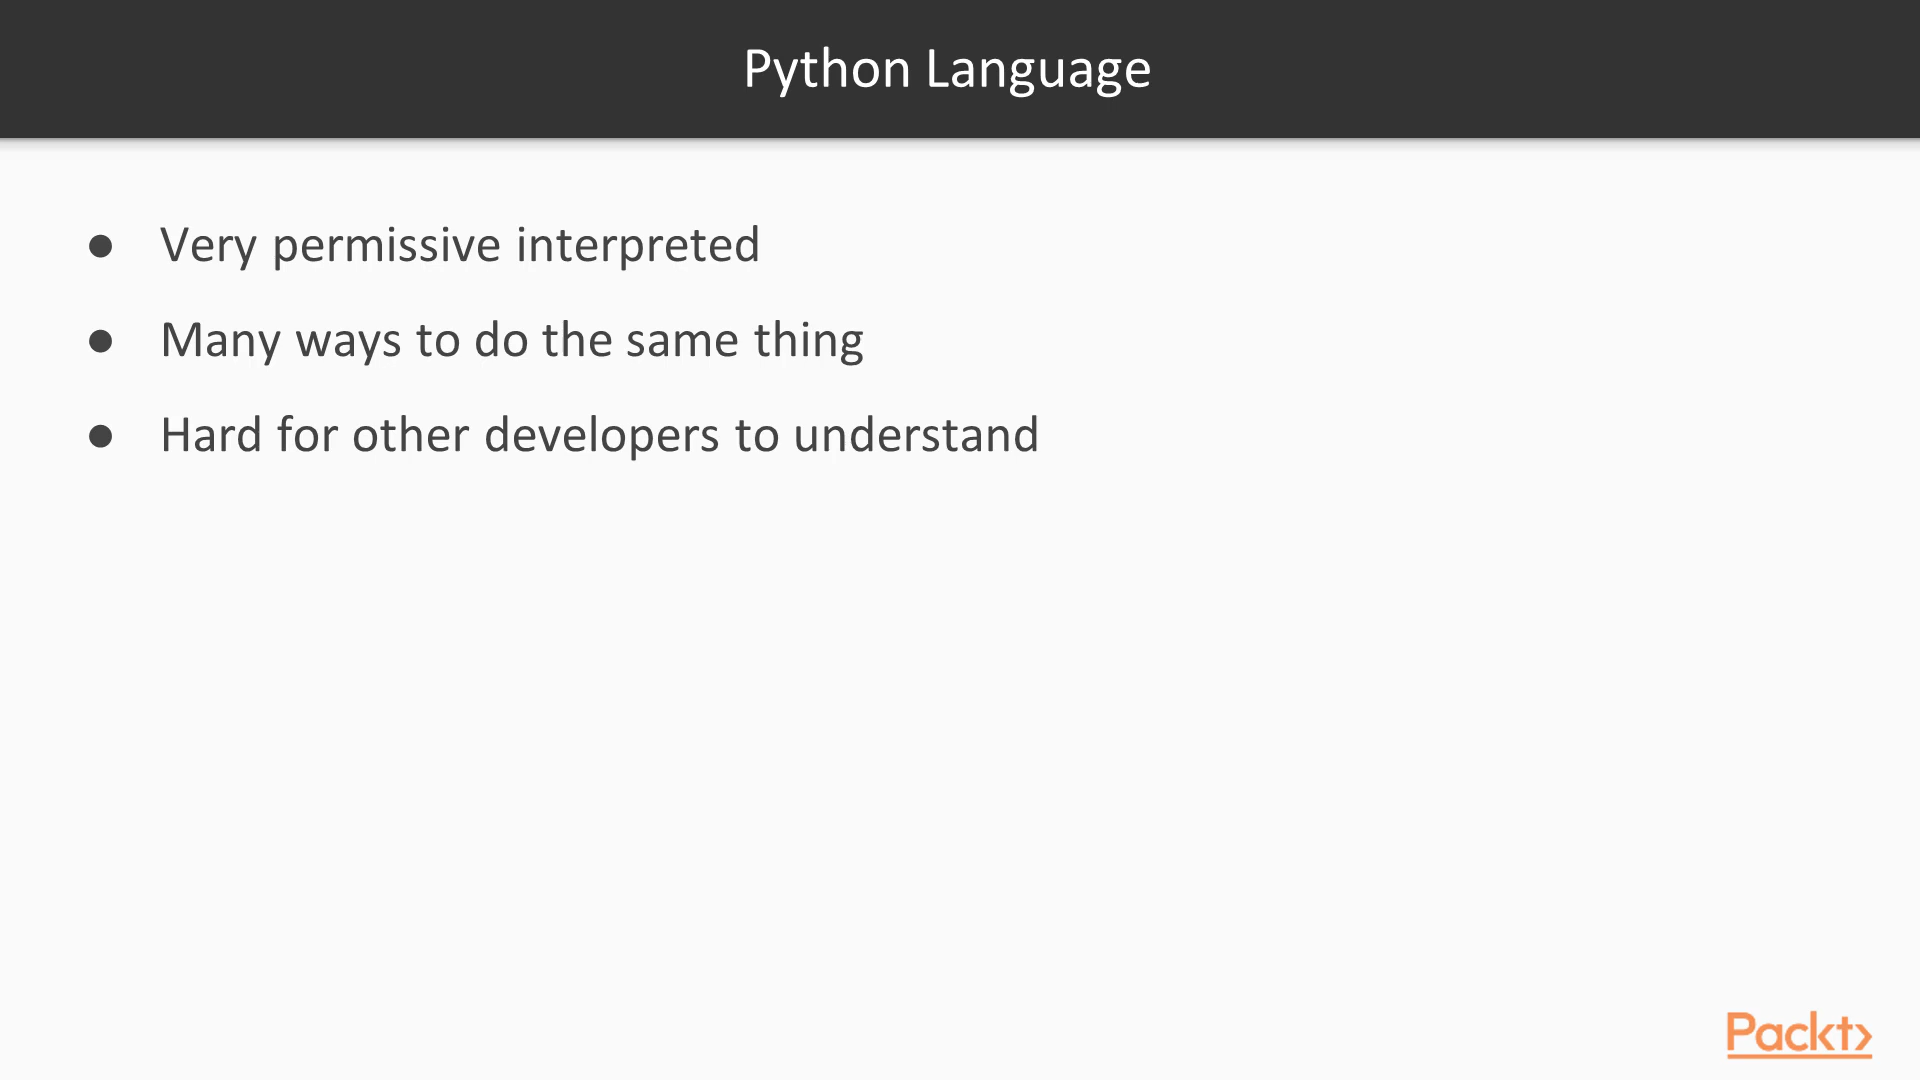 Python Language
● Very permissive interpreted
● Many ways to do the same thing
● Hard for other developers to understand
Packt>